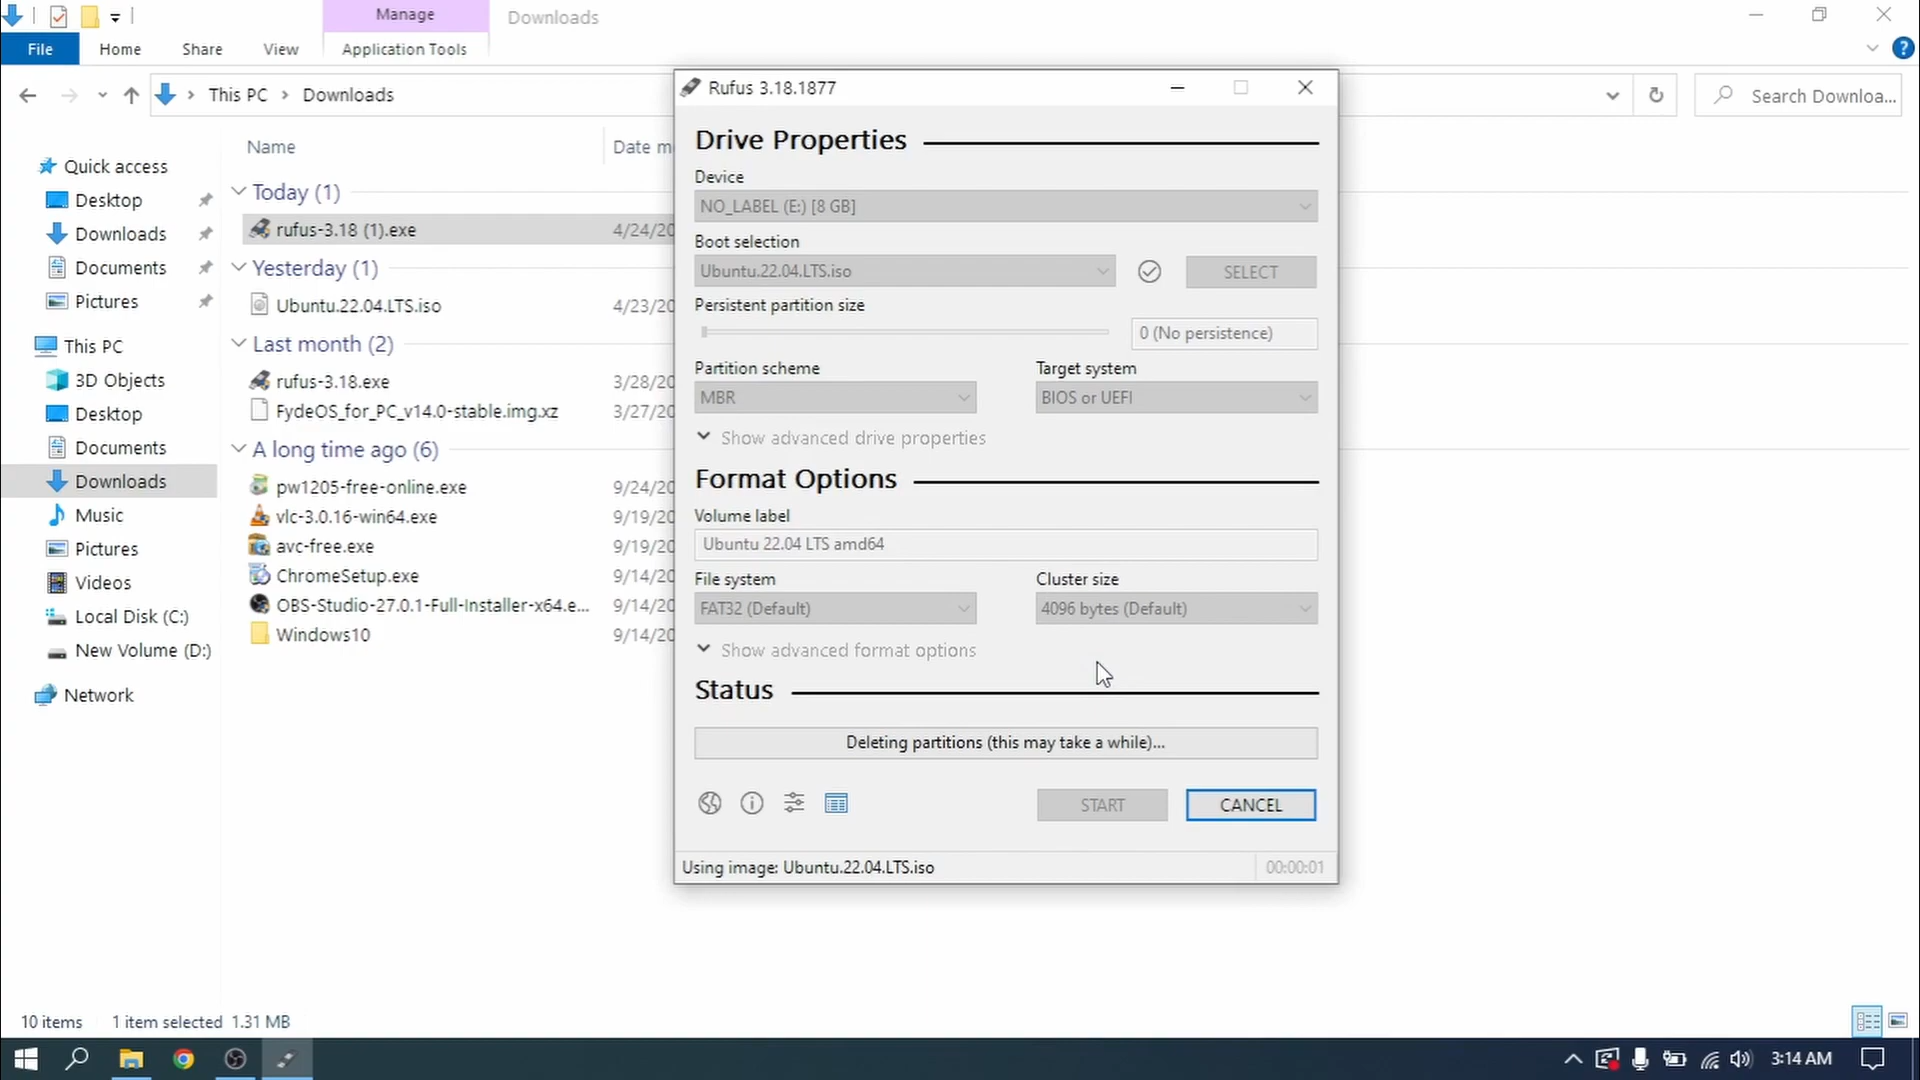 Manage
Downloads
File
Home
Share
View
Application Tools
This PC
Downloads
Search Downloa...
Name
Date m
Quick access
Desktop
Downloads
Documents
Pictures
This PC
3D Objects
Desktop
Documents
Downloads
Music
Pictures
Videos
Local Disk (C:)
New Volume (D:)
Network
Today (1)
rufus-3.18 (1).exe
4/24/20
Yesterday (1)
Ubuntu.22.04.LTS.iso
4/23/20
Last month (2)
rufus-3.18.exe
3/28/20
FydeOS_for_PC_v14.0-stable.img.xz
3/27/20
A long time ago (6)
pw1205-free-online.exe
9/24/20
vlc-3.0.16-win64.exe
9/19/20
avc-free.exe
9/19/20
ChromeSetup.exe
9/14/20
OBS-Studio-27.0.1-Full-Installer-x64.e...
9/14/20
Windows10
9/14/20
Rufus 3.18.1877
Drive Properties
Device
NO_LABEL (E:) [8 GB]
Boot selection
Ubuntu.22.04.LTS.iso
SELECT
Persistent partition size
0 (No persistence)
Partition scheme
Target system
MBR
BIOS or UEFI
Show advanced drive properties
Format Options
Volume label
Ubuntu 22.04 LTS amd64
File system
Cluster size
FAT32 (Default)
4096 bytes (Default)
Show advanced format options
Status
Deleting partitions (this may take a while)...
START
CANCEL
Using image: Ubuntu.22.04.LTS.iso
00:00:01
10 items
1 item selected 1.31 MB
3:14 AM